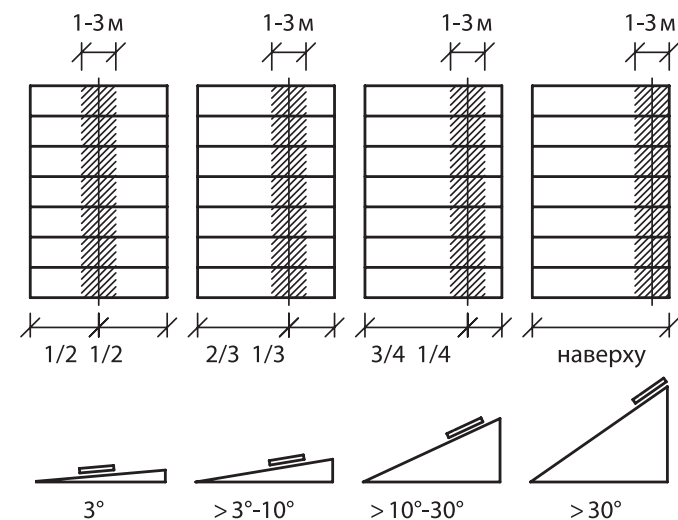 1-3 м 1-3 м 1-3 м 1-3 м
1/2 1/2 2/3 1/3 3/4 1/4 наверху
3° >3°-10° >10°-30° >30°